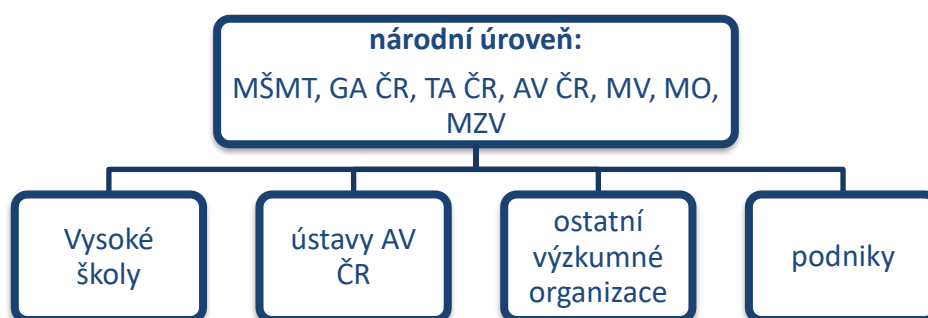 národní úroveň:
MŠMT, GA ČR, TA ČR, AV ČR, MV, MO,
MZV
Vysoké
školy
ústavy AV
ČR
ostatní
výzkumné
organizace
podniky